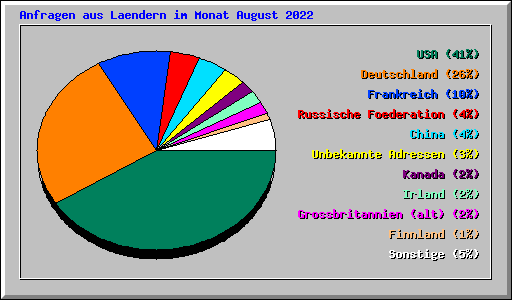 Anfragen aus Laendern im Monat August 2022
USA (41%)
Deutschland (26%)
Frankreich (10%)
Russische Foederation (4%)
China (4%)
Unbekannte Adressen (3%)
Kanada (2%)
Irland (2%)
Grossbritannien (alt) (2%)
Finnland (1%)
Sonstige (5%)